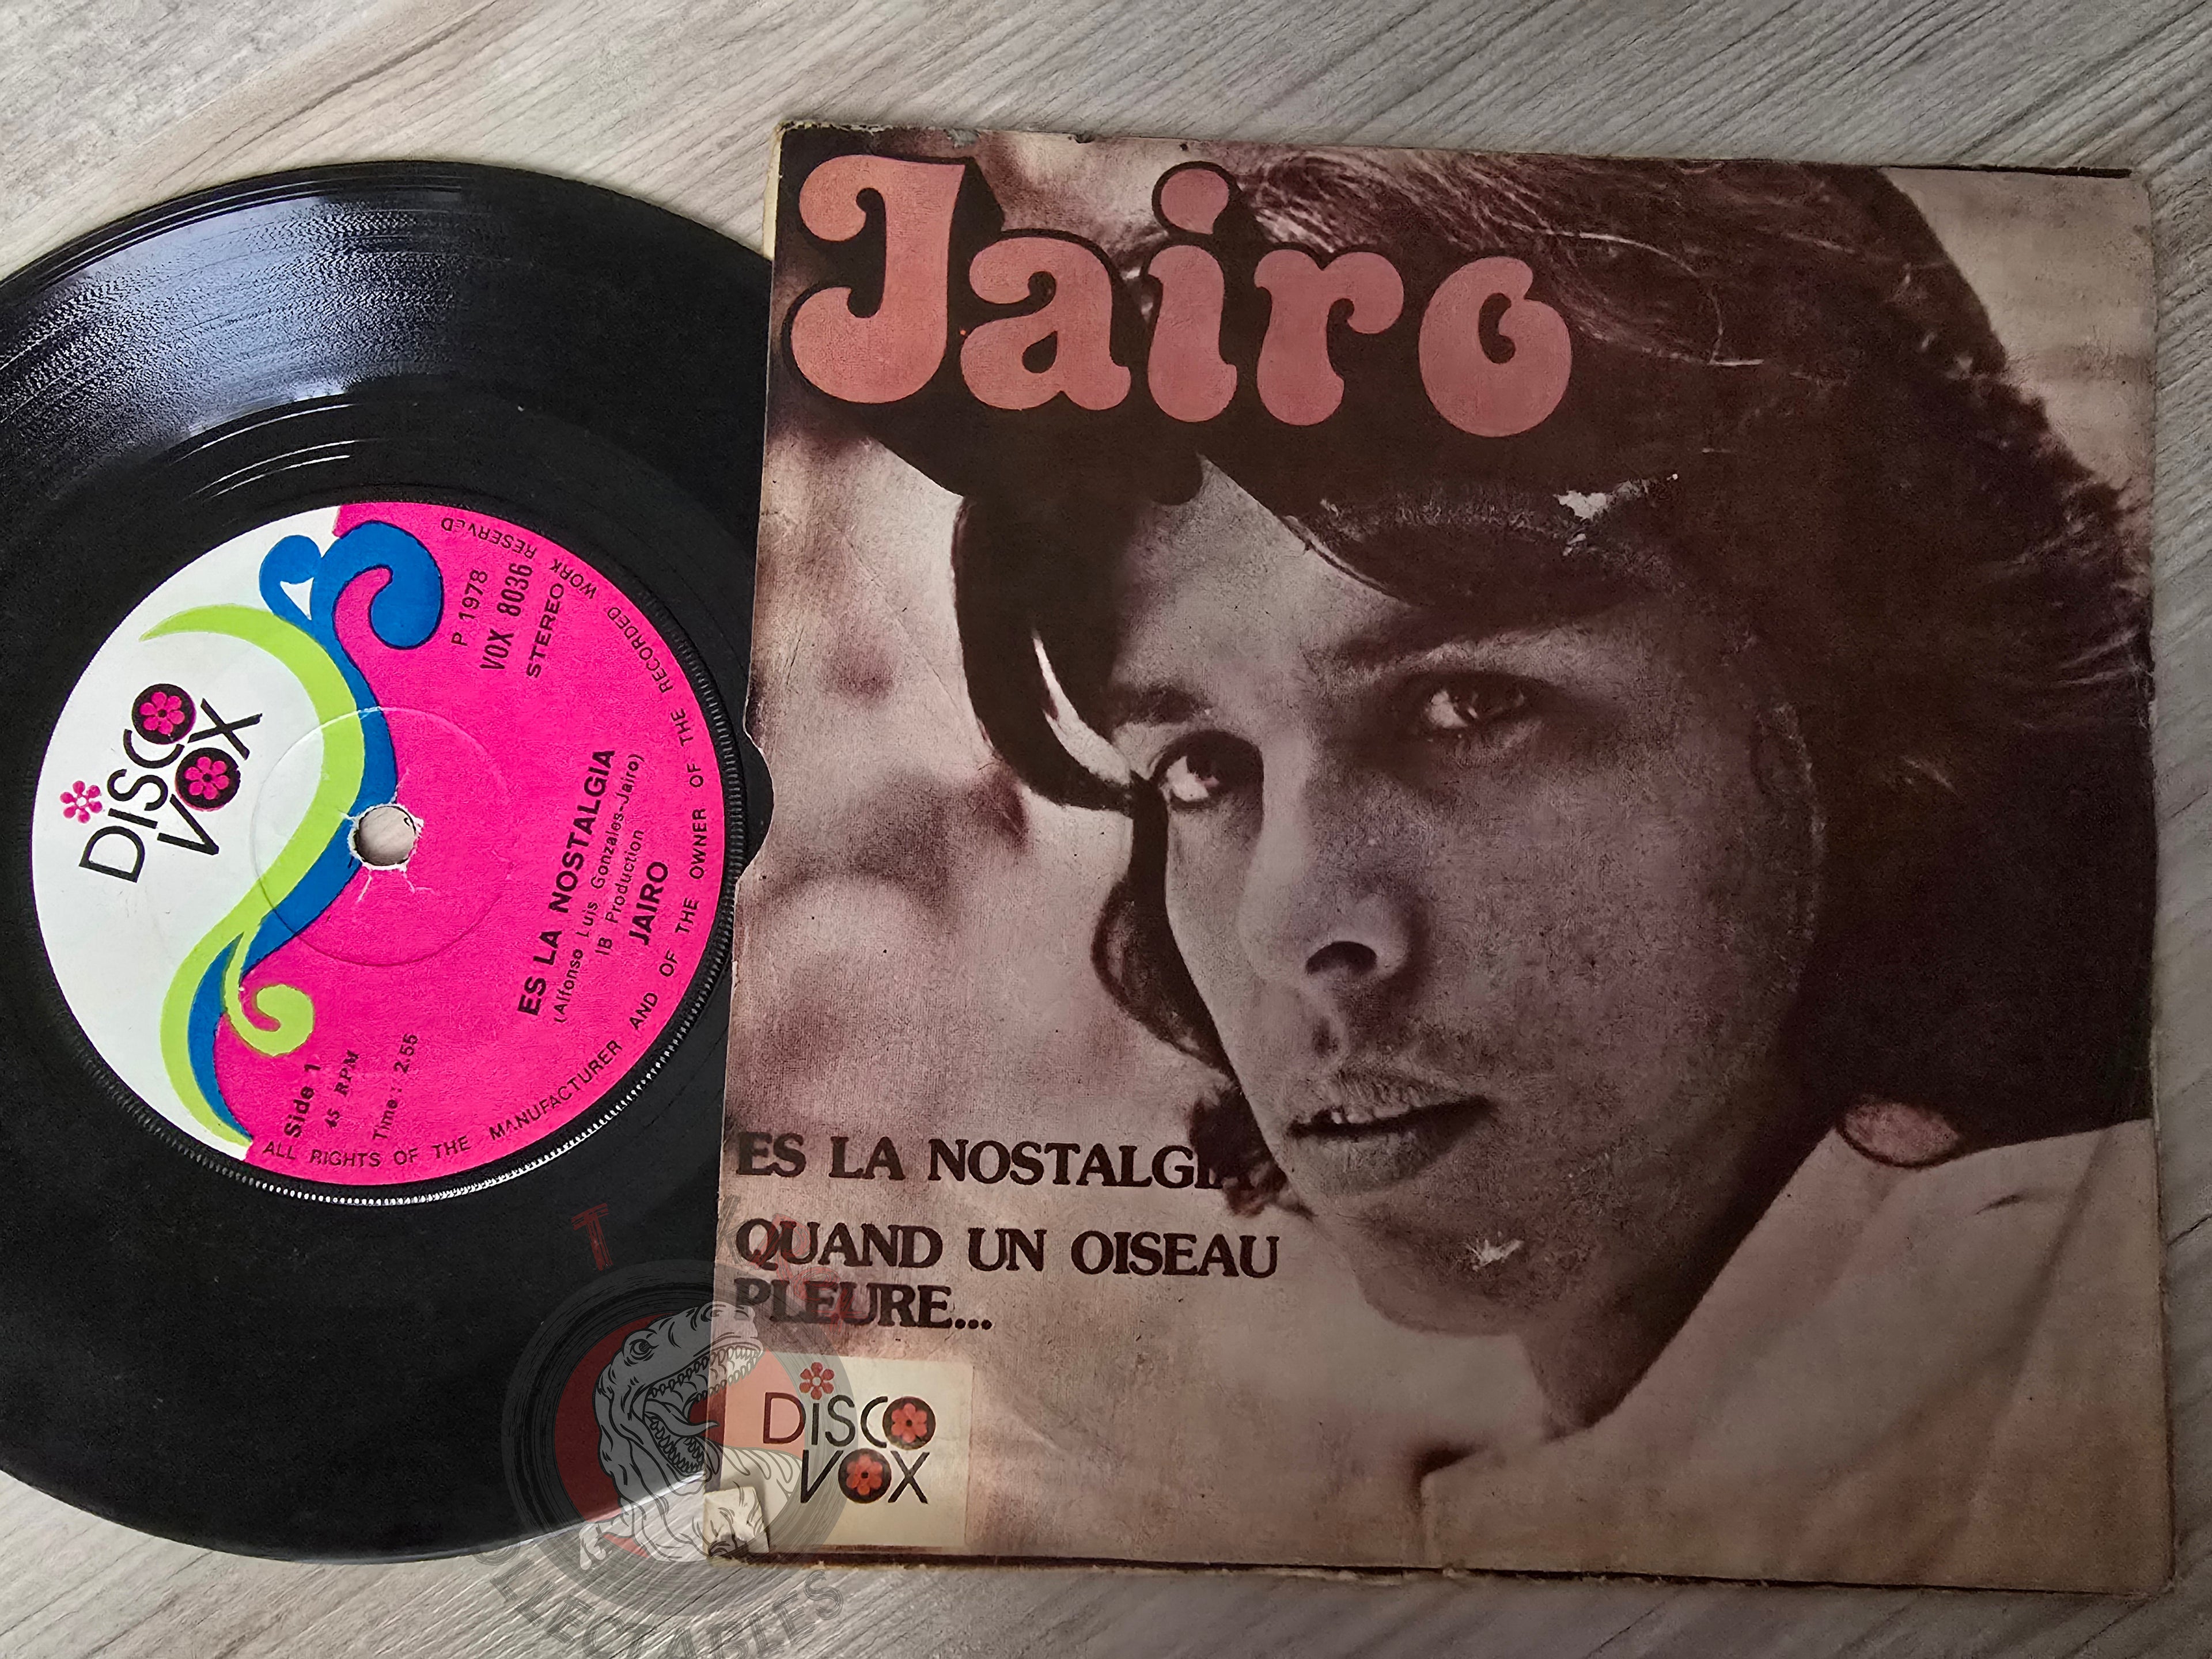 DISCO
VOX
P 1978
VOX 8036
STEREO
ES LA NOSTALGIA
(Alfonso Luis Gonzales-Jairo)
IB Production
JAIRO
Side 1
45 RPM
Time : 2.55
ALL RIGHTS OF THE MANUFACTURER AND OF THE OWNER OF THE RECORDED WORK RESERVED
Jairo
ES LA NOSTALGIA
QUAND UN OISEAU
PLEURE...
DISCO
VOX